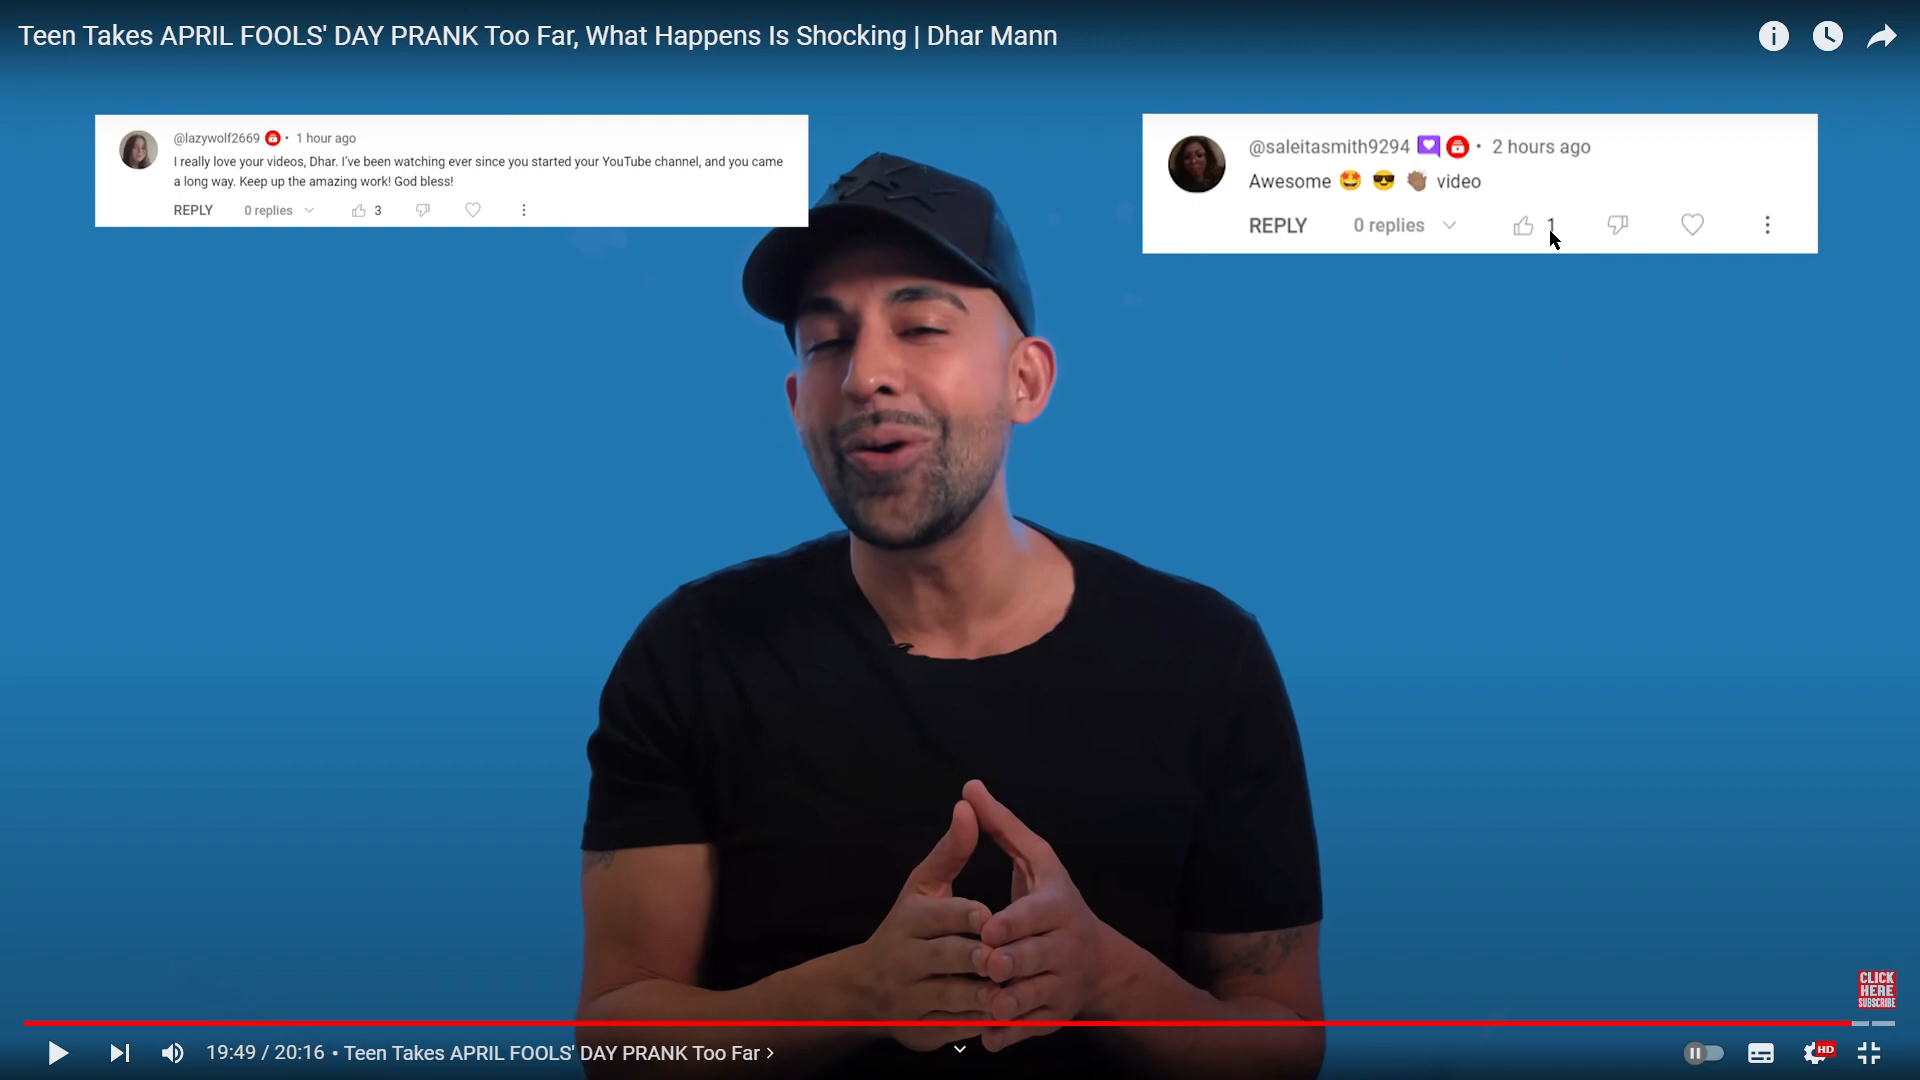 Teen Takes APRIL FOOLS' DAY PRANK Too Far, What Happens Is Shocking | Dhar Mann
@lazywolf2669 • 1 hour ago
I really love your videos, Dhar. I've been watching ever since you started your YouTube channel, and you came
a long way. Keep up the amazing work! God bless!
REPLY 0 replies 3
@saleitasmith9294 • 2 hours ago
Awesome 🤩 😎 👏🏽 video
REPLY 0 replies 1
CLICK
HERE
SUBSCRIBE
19:49 / 20:16 • Teen Takes APRIL FOOLS' DAY PRANK Too Far
HD